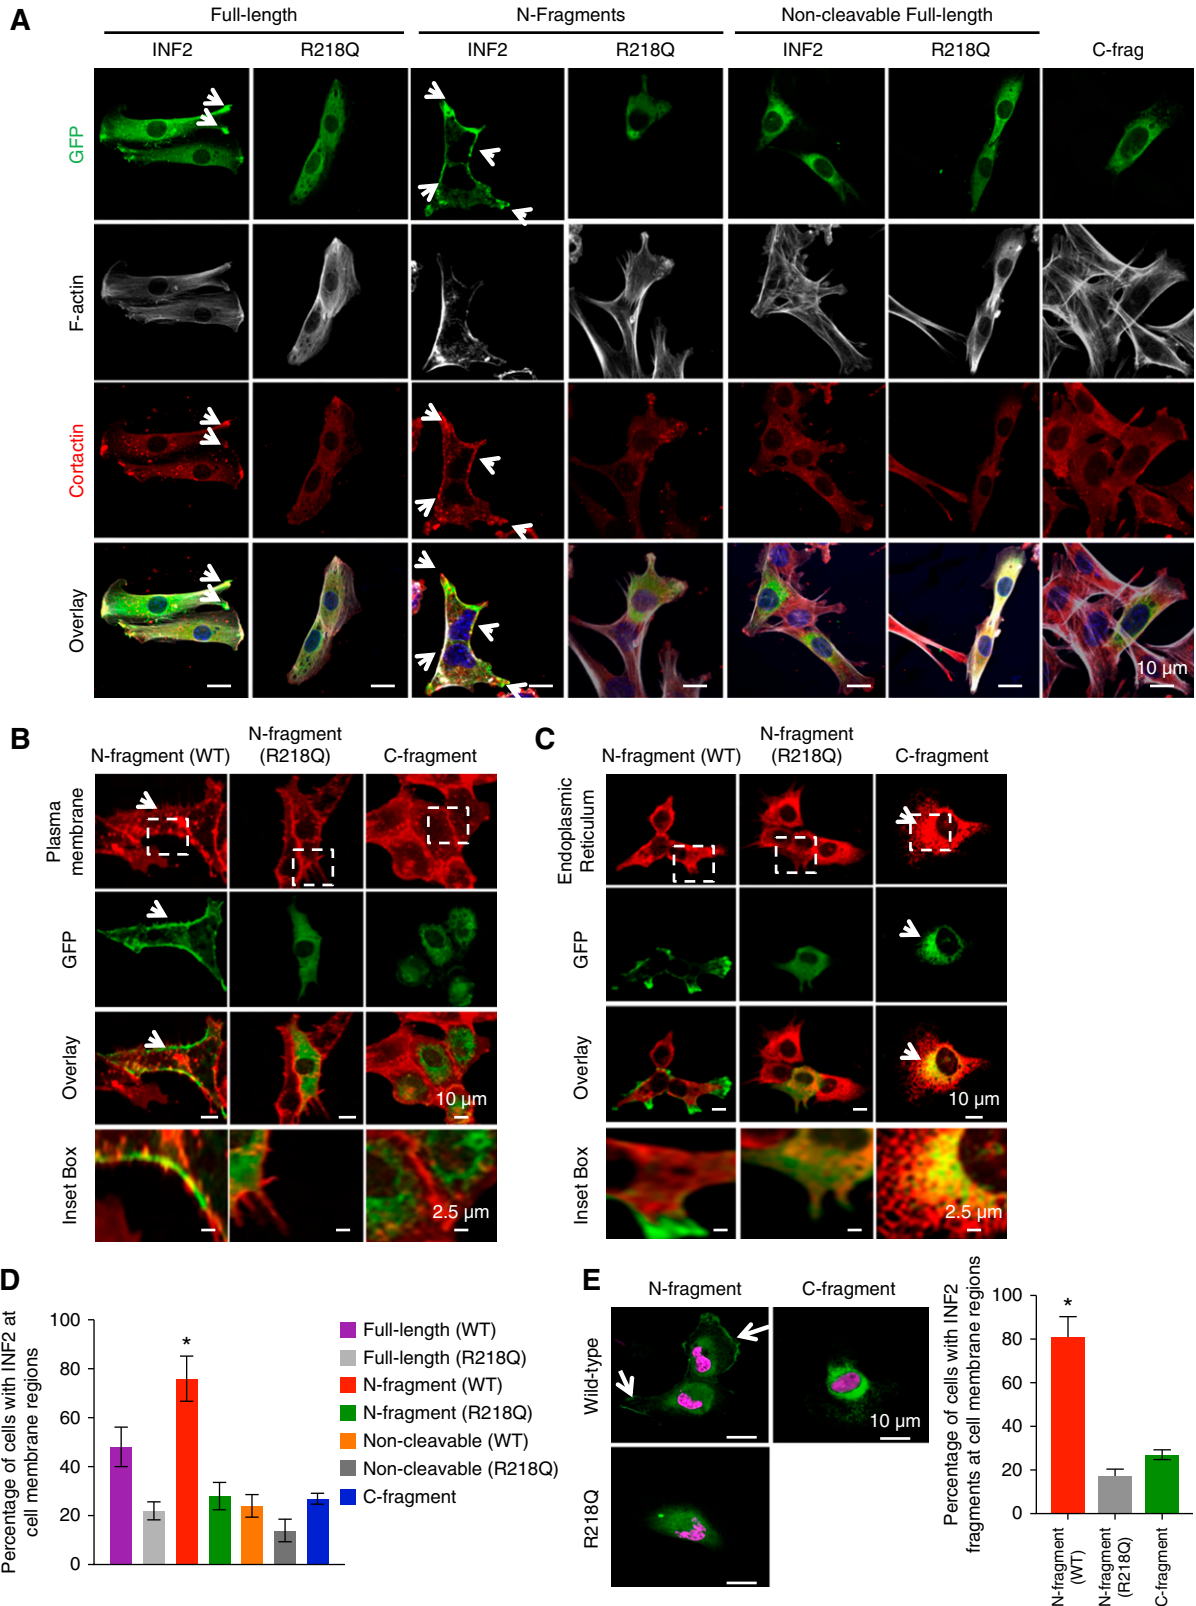 A
Full-length
N-Fragments
Non-cleavable Full-length
INF2
R218Q
INF2
R218Q
INF2
R218Q
C-frag
GFP
F-actin
Cortactin
Overlay
10 µm
B
N-fragment (WT)
N-fragment
(R218Q)
C-fragment
Plasma
membrane
GFP
Overlay
10 µm
Inset Box
2.5 µm
C
N-fragment (WT)
N-fragment
(R218Q)
C-fragment
Endoplasmic
Reticulum
GFP
Overlay
10 µm
Inset Box
2.5 µm
D
Percentage of cells with INF2 at
cell membrane regions
100
80
60
40
20
0
*
Full-length (WT)
Full-length (R218Q)
N-fragment (WT)
N-fragment (R218Q)
Non-cleavable (WT)
Non-cleavable (R218Q)
C-fragment
E
N-fragment
C-fragment
Wild-type
10 µm
R218Q
Percentage of cells with INF2
fragments at cell membrane regions
100
80
60
40
20
0
*
N-fragment
(WT)
N-fragment
(R218Q)
C-fragment